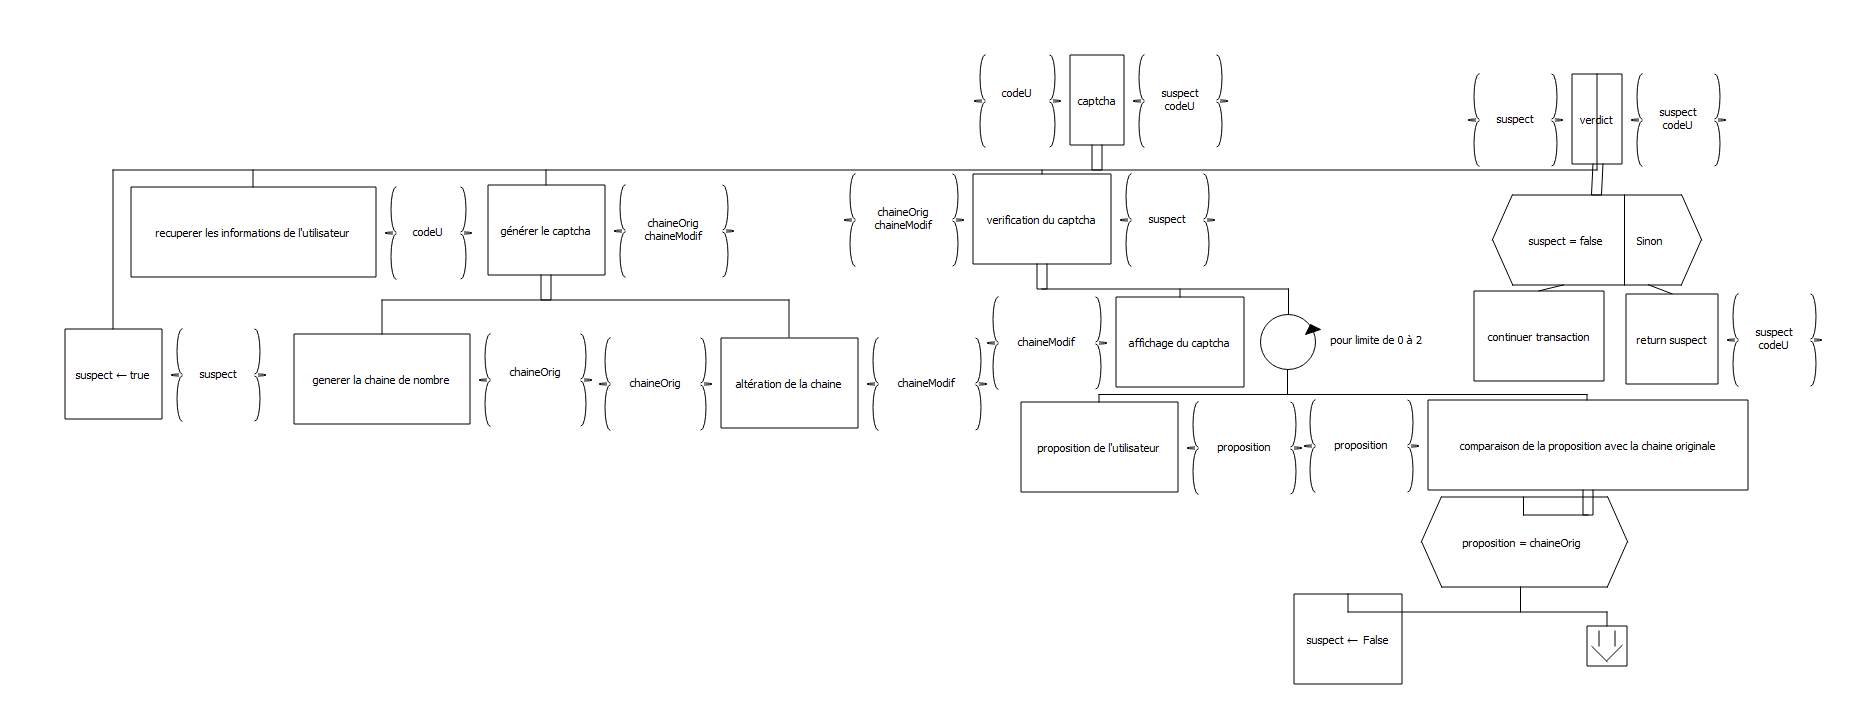 codeU
captcha
suspect
codeU
suspect
verdict
suspect
codeU
recuperer les informations de l'utilisateur
codeU
générer le captcha
chaineOrig
chaineModif
chaineOrig
chaineModif
verification du captcha
suspect
suspect = false
Sinon
suspect ← true
suspect
generer la chaine de nombre
chaineOrig
chaineOrig
altération de la chaine
chaineModif
chaineModif
affichage du captcha
pour limite de 0 à 2
continuer transaction
return suspect
suspect
codeU
proposition de l'utilisateur
proposition
proposition
comparaison de la proposition avec la chaine originale
proposition = chaineOrig
suspect ← False